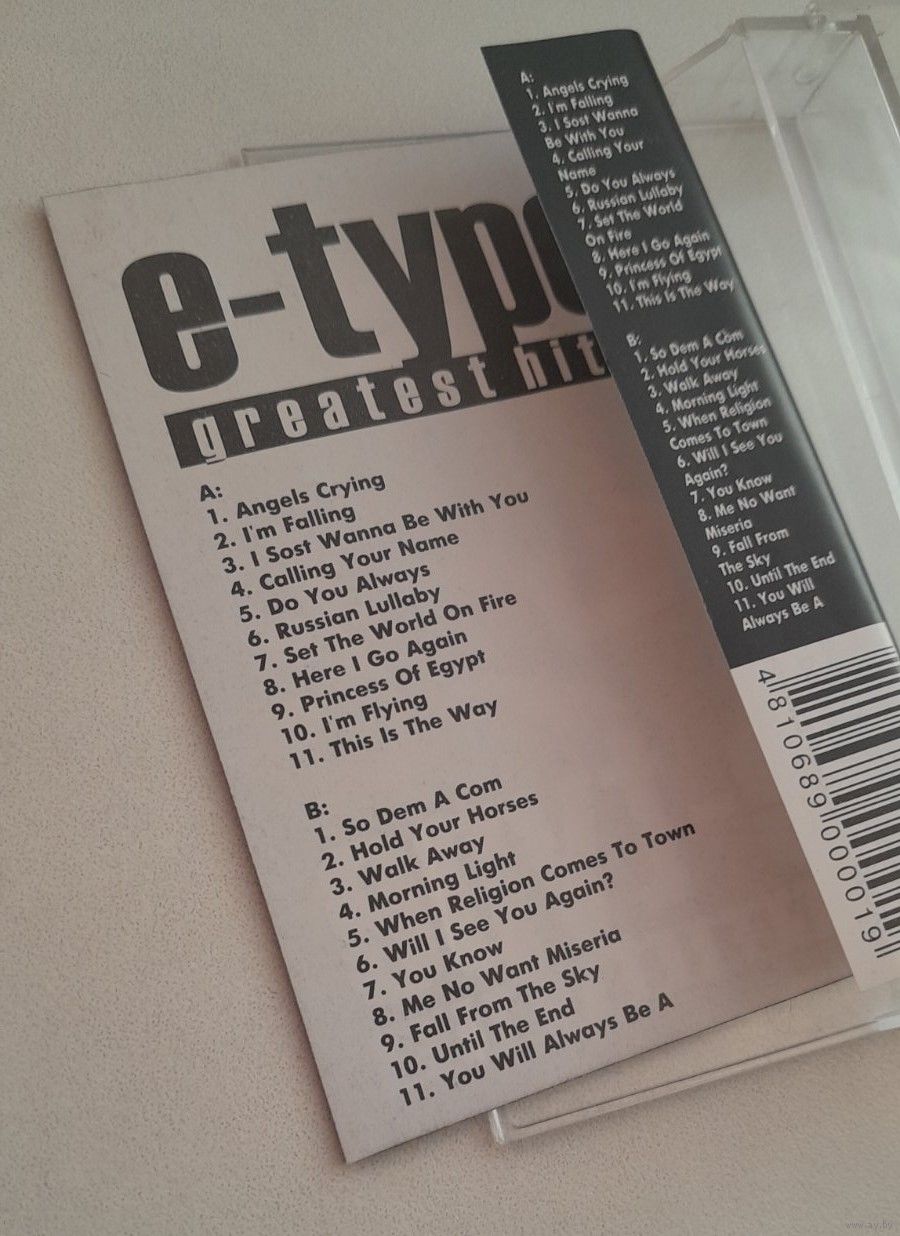 e-type
greatest hit
A:
1. Angels Crying
2. I'm Falling
3. I Sost Wanna Be With You
4. Calling Your Name
5. Do You Always
6. Russian Lullaby
7. Set The World On Fire
8. Here I Go Again
9. Princess Of Egypt
10. I'm Flying
11. This Is The Way
B:
1. So Dem A Com
2. Hold Your Horses
3. Walk Away
4. Morning Light
5. When Religion Comes To Town
6. Will I See You Again?
7. You Know
8. Me No Want Miseria
9. Fall From The Sky
10. Until The End
11. You Will Always Be A
A:
1. Angels Crying
2. I'm Falling
3. I Sost Wanna
Be With You
4. Calling Your
Name
5. Do You Always
6. Russian Lullaby
7. Set The World
On Fire
8. Here I Go Again
9. Princess Of Egypt
10. I'm Flying
11. This Is The Way
B:
1. So Dem A Com
2. Hold Your Horses
3. Walk Away
4. Morning Light
5. When Religion
Comes To Town
6. Will I See You
Again?
7. You Know
8. Me No Want
Miseria
9. Fall From
The Sky
10. Until The End
11. You Will
Always Be A
4 810689 000019
www.ay.by